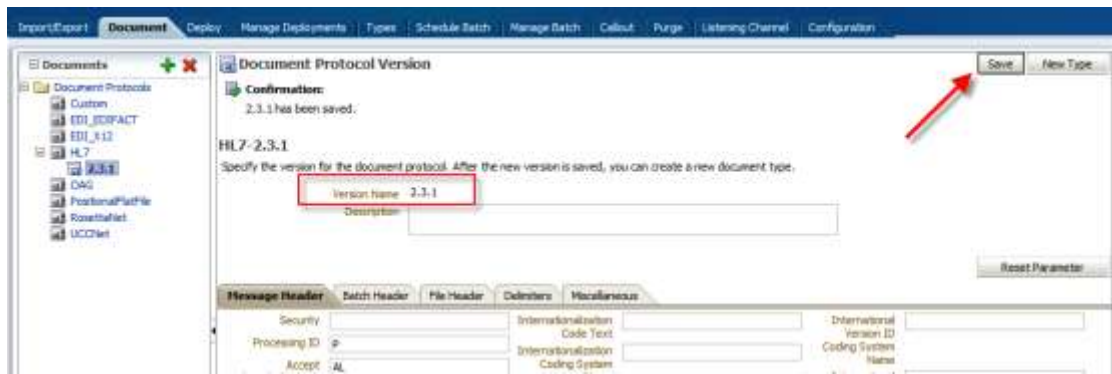 Import/Export Document Deploy Manage Deployments Types Schedule Batch Manage Batch Callout Purge Listening Channel Configuration
Documents
Document Protocols
Custom
EDI_EDIFACT
EDI_X12
HL7
2.3.1
OAG
PositionalFlatFile
RosettaNet
UCCNet
Document Protocol Version
Save New Type
Confirmation:
2.3.1 has been saved.
HL7-2.3.1
Specify the version for the document protocol. After the new version is saved, you can create a new document type.
Version Name 2.3.1
Description
Reset Parameter
Message Header Batch Header File Header Delimiters Miscellaneous
Security
Processing ID P
Accept AL
Internationalization
Code Text
Internationalization
Coding System
International
Version ID
Coding System
Name